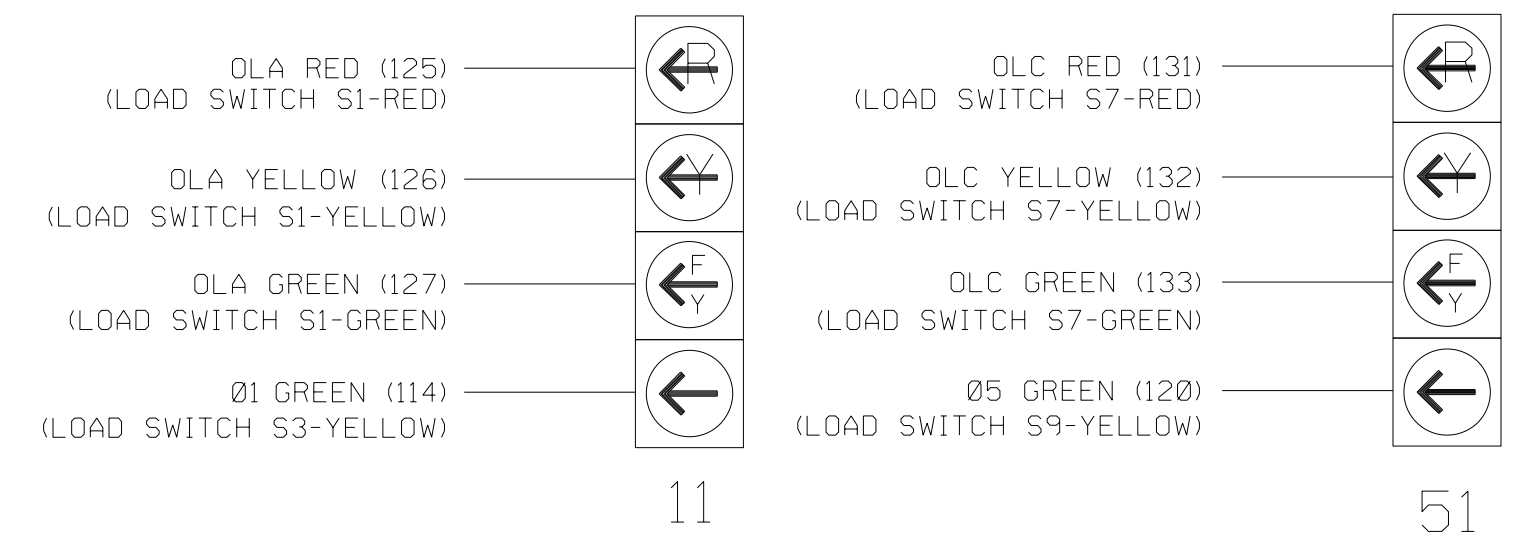 OLA RED (125)
(LOAD SWITCH S1-RED)
R
OLA YELLOW (126)
(LOAD SWITCH S1-YELLOW)
Y
OLA GREEN (127)
(LOAD SWITCH S1-GREEN)
F
Y
Ø1 GREEN (114)
(LOAD SWITCH S3-YELLOW)
11
OLC RED (131)
(LOAD SWITCH S7-RED)
R
OLC YELLOW (132)
(LOAD SWITCH S7-YELLOW)
Y
OLC GREEN (133)
(LOAD SWITCH S7-GREEN)
F
Y
Ø5 GREEN (12Ø)
(LOAD SWITCH S9-YELLOW)
51